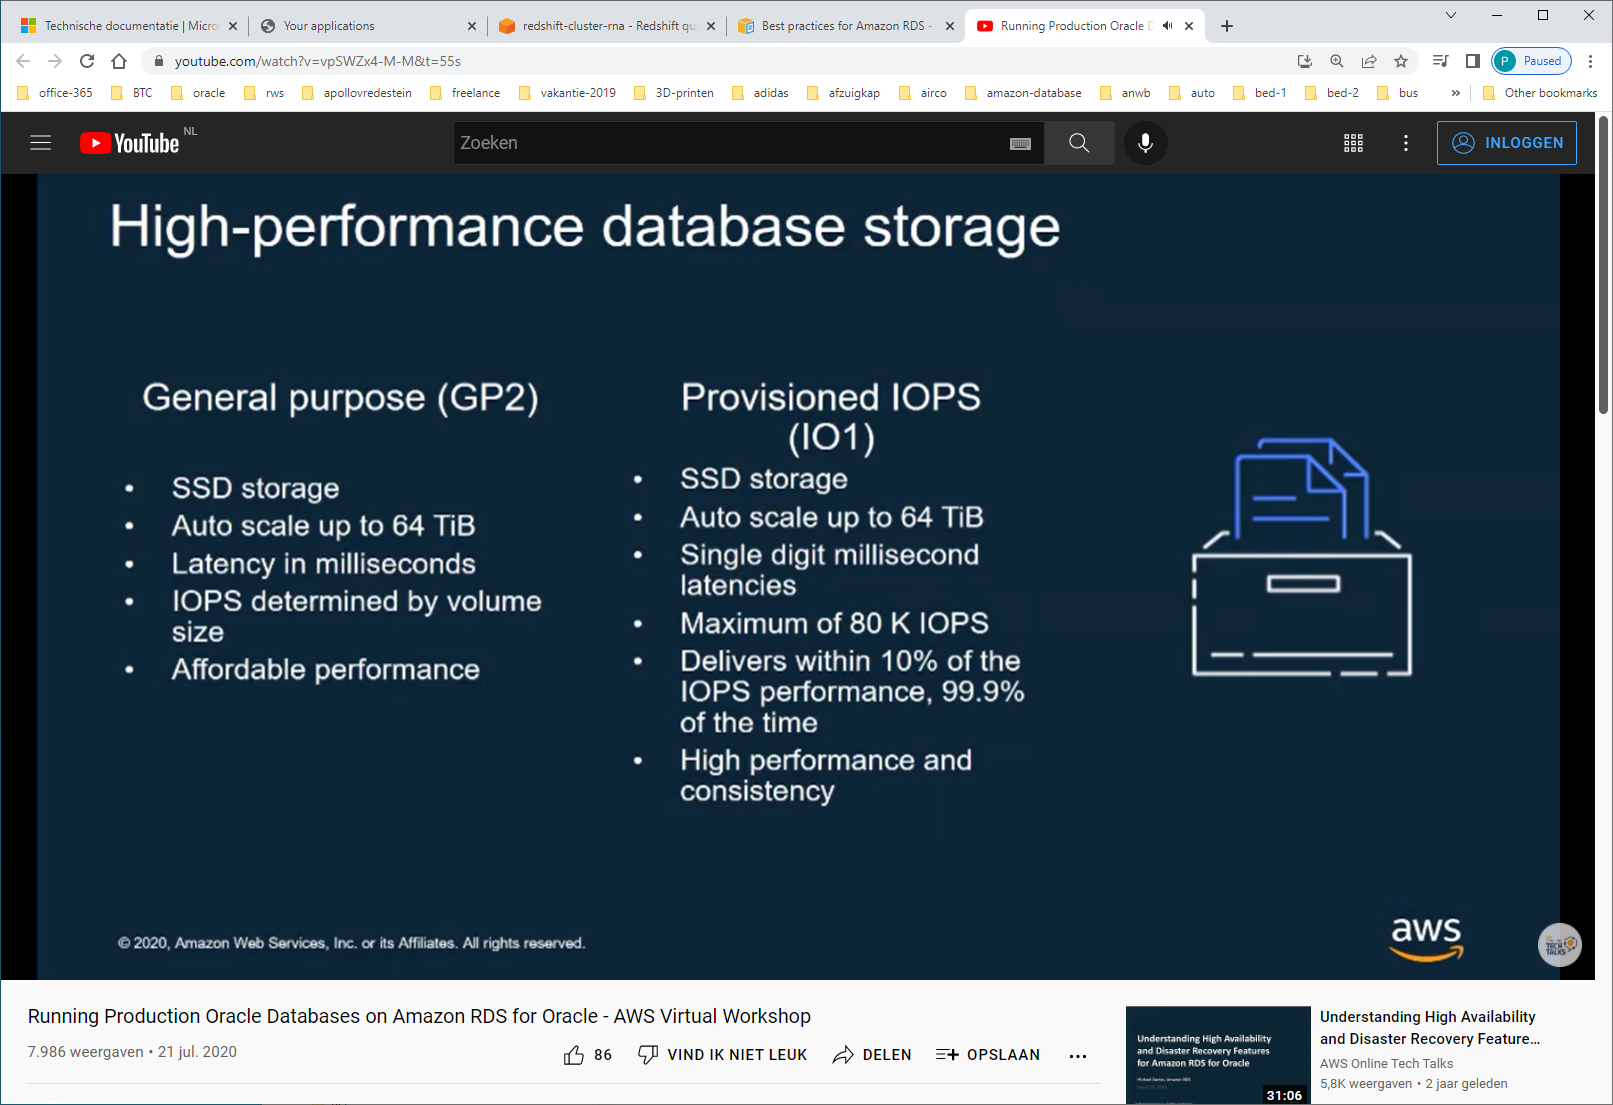 Technische documentatie | Micro
Your applications
redshift-cluster-rna - Redshift qu
Best practices for Amazon RDS -
Running Production Oracle D
youtube.com/watch?v=vpSWZx4-M-M&t=55s
P Paused
office-365 BTC oracle rws apollovredestein freelance vakantie-2019 3D-printen adidas afzuigkap airco amazon-database anwb auto bed-1 bed-2 bus » Other bookmarks
YouTube NL
Zoeken
INLOGGEN
High-performance database storage
General purpose (GP2)
• SSD storage
• Auto scale up to 64 TiB
• Latency in milliseconds
• IOPS determined by volume
size
• Affordable performance
Provisioned IOPS
(IO1)
• SSD storage
• Auto scale up to 64 TiB
• Single digit millisecond
latencies
• Maximum of 80 K IOPS
• Delivers within 10% of the
IOPS performance, 99.9%
of the time
• High performance and
consistency
© 2020, Amazon Web Services, Inc. or its Affiliates. All rights reserved.
aws
TECH
TALKS
Running Production Oracle Databases on Amazon RDS for Oracle - AWS Virtual Workshop
7.986 weergaven • 21 jul. 2020
86 VIND IK NIET LEUK DELEN OPSLAAN
Understanding High Availability
and Disaster Recovery Features
for Amazon RDS for Oracle
31:06
Understanding High Availability
and Disaster Recovery Feature...
AWS Online Tech Talks
5,8K weergaven • 2 jaar geleden